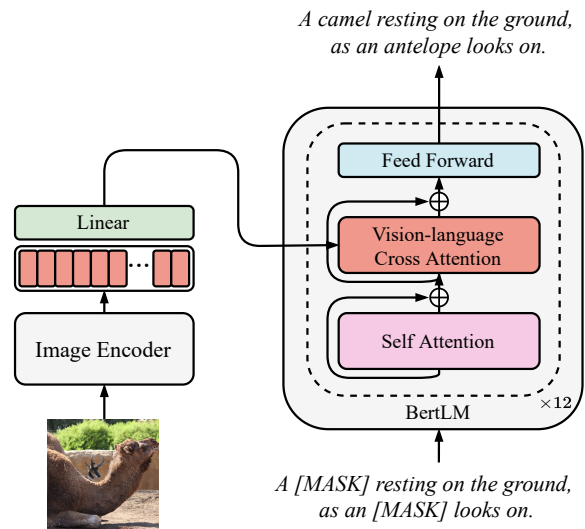 A camel resting on the ground,
as an antelope looks on.
Feed Forward
Linear
Vision-language
Cross Attention
Image Encoder
Self Attention
×12
BertLM
A [MASK] resting on the ground,
as an [MASK] looks on.